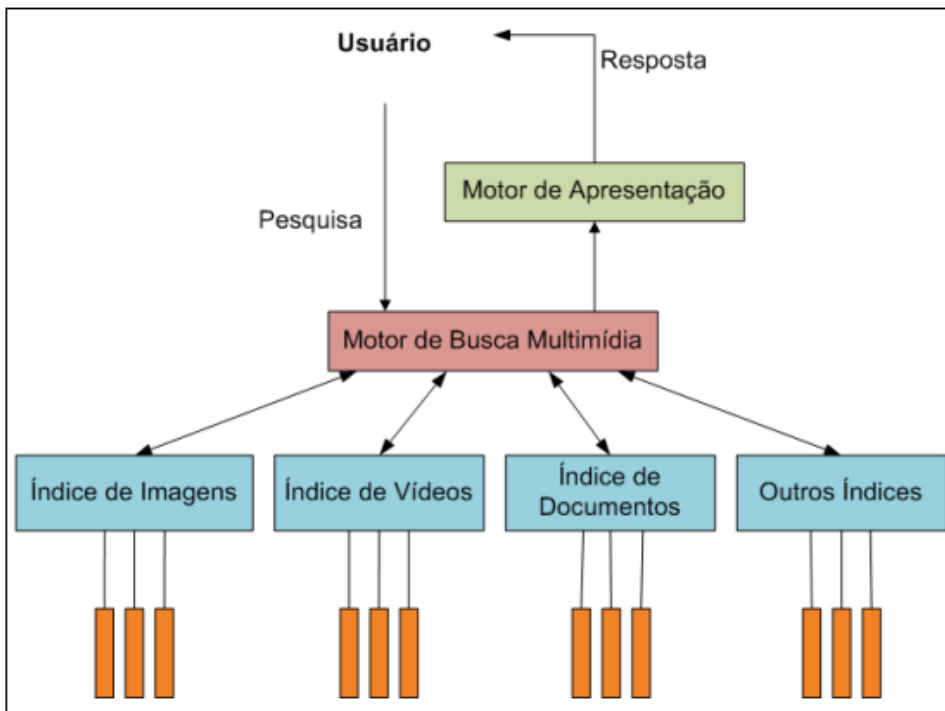 Usuário
Resposta
Motor de Apresentação
Pesquisa
Motor de Busca Multimídia
Índice de Imagens
Índice de Vídeos
Índice de
Documentos
Outros Índices